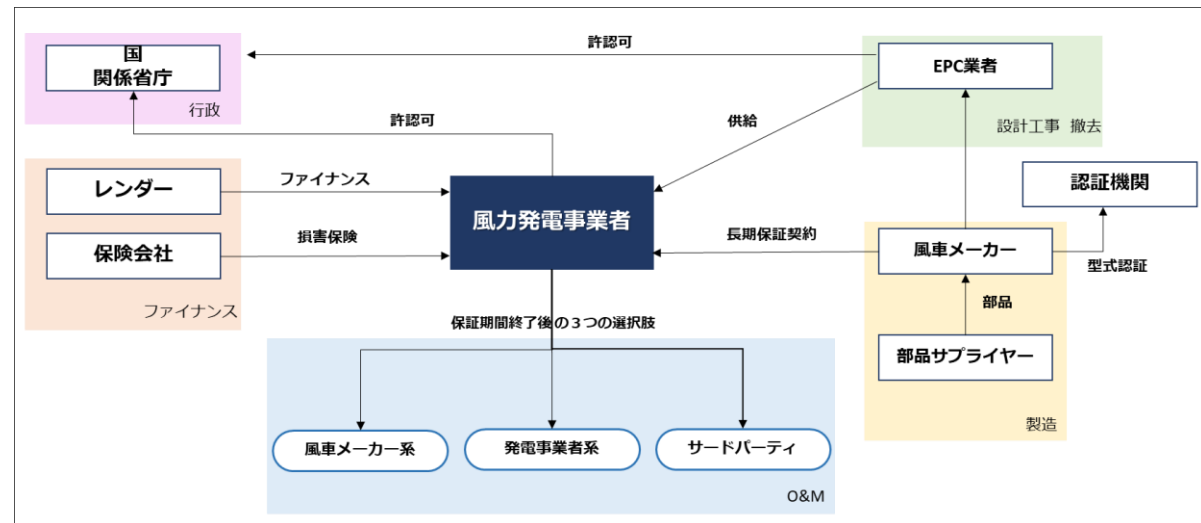 国
関係省庁
行政
許認可
EPC業者
設計工事 撤去
許認可
供給
レンダー
ファイナンス
保険会社
損害保険
ファイナンス
風力発電事業者
長期保証契約
認証機関
風車メーカー
型式認証
部品
部品サプライヤー
製造
保証期間終了後の３つの選択肢
風車メーカー系
発電事業者系
サードパーティ
O&M